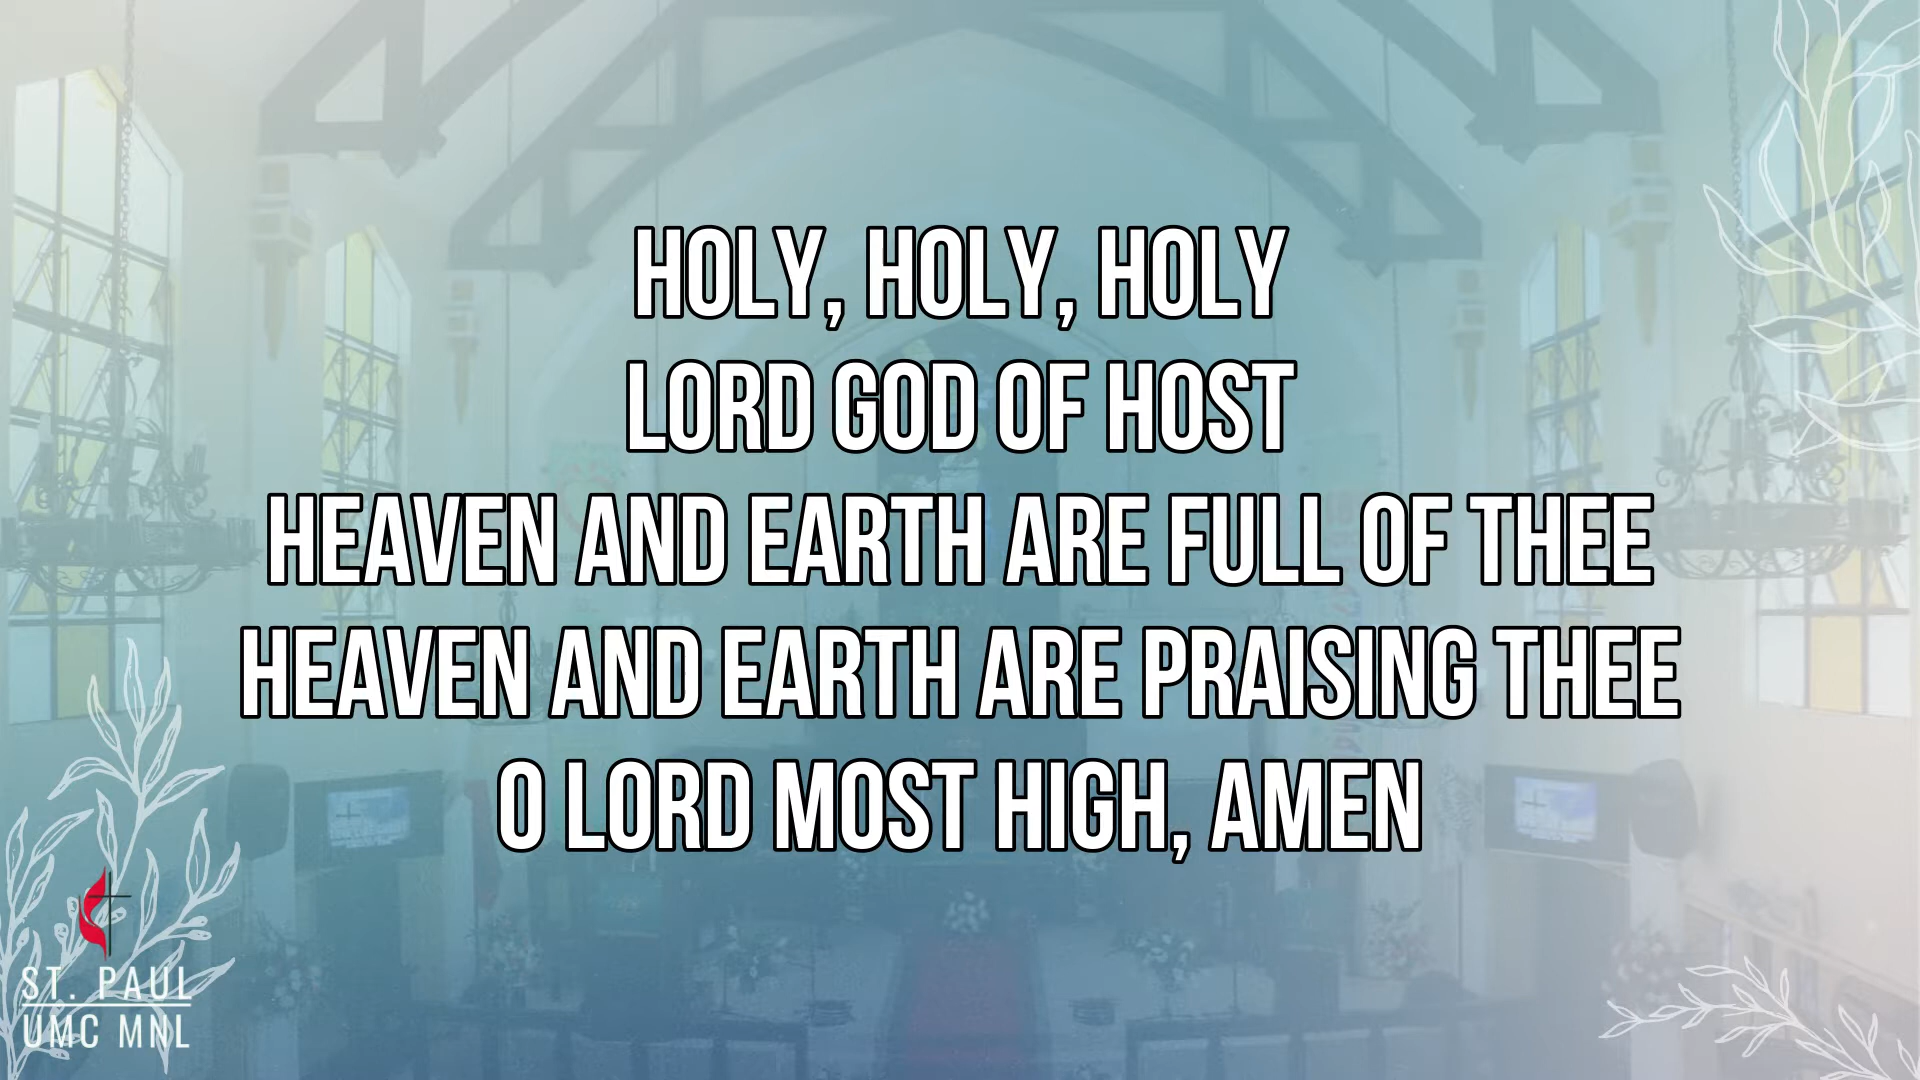 HOLY, HOLY, HOLY
LORD GOD OF HOST
HEAVEN AND EARTH ARE FULL OF THEE
HEAVEN AND EARTH ARE PRAISING THEE
O LORD MOST HIGH, AMEN
ST. PAUL
UMC MNL